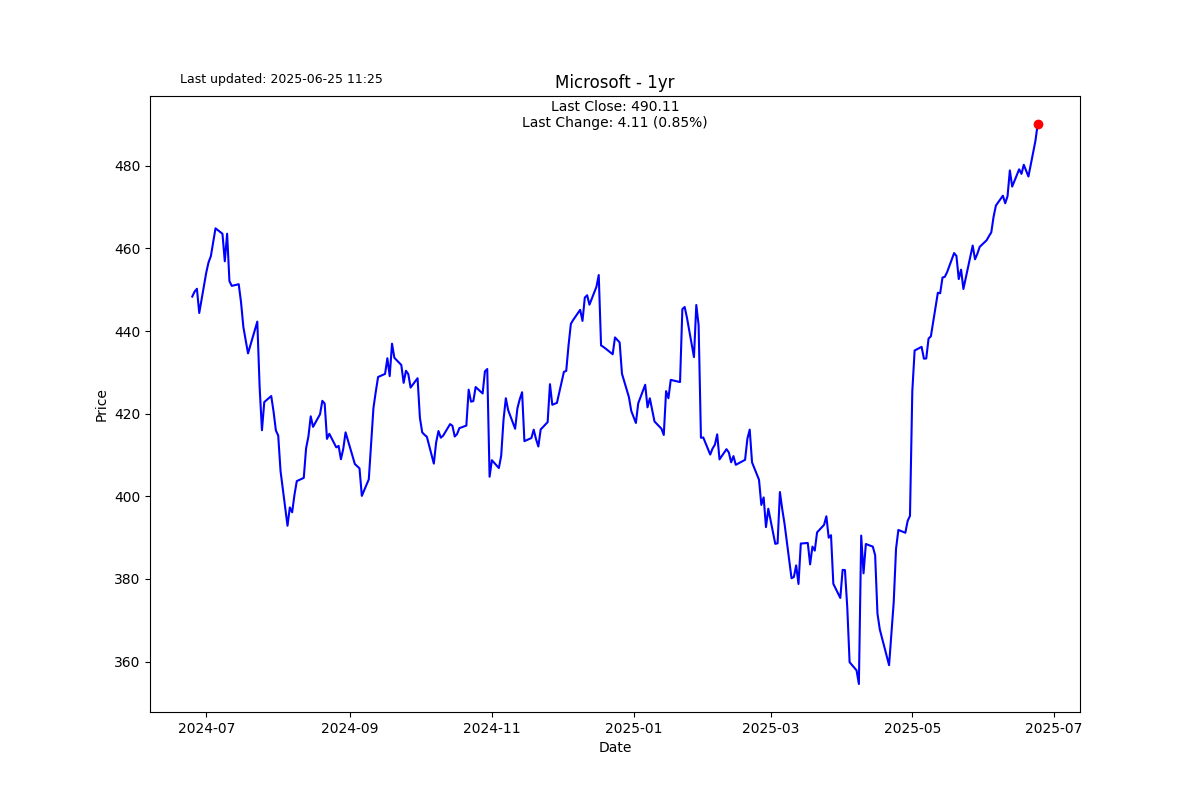 Last updated: 2025-06-25 11:25
Microsoft - 1yr
Last Close: 490.11
Last Change: 4.11 (0.85%)
Price
480
460
440
420
400
380
360
2024-07 2024-09 2024-11 2025-01 2025-03 2025-05 2025-07
Date